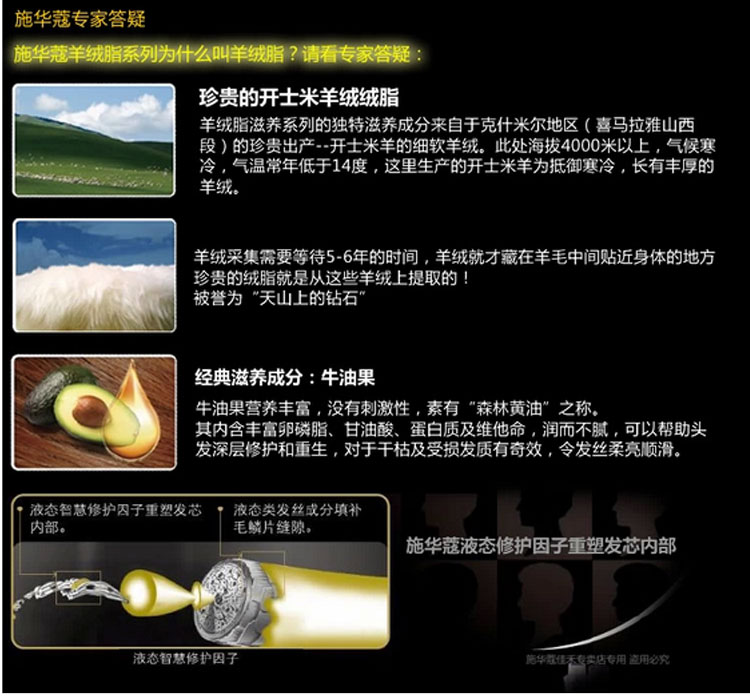 施华蔻专家答疑
施华蔻羊绒脂系列为什么叫羊绒脂？请看专家答疑：
珍贵的开士米羊绒绒脂
羊绒脂滋养系列的独特滋养成分来自于克什米尔地区（喜马拉雅山西
段）的珍贵出产--开士米羊的细软羊绒。此处海拔4000米以上，气候寒
冷，气温常年低于14度，这里生产的开士米羊为抵御寒冷，长有丰厚的
羊绒。
羊绒采集需要等待5-6年的时间，羊绒就才藏在羊毛中间贴近身体的地方
珍贵的绒脂就是从这些羊绒上提取的！
被誉为“天山上的钻石”
经典滋养成分：牛油果
牛油果营养丰富，没有刺激性，素有“森林黄油”之称。
其内含丰富卵磷脂、甘油酸、蛋白质及维他命，润而不腻，可以帮助头
发深层修护和重生，对于干枯及受损发质有奇效，令发丝柔亮顺滑。
液态智慧修护因子重塑发芯
内部。
液态类发丝成分填补
毛鳞片缝隙。
施华蔻液态修护因子重塑发芯内部
液态智慧修护因子
施华蔻佳禾专卖店专用 盗用必究